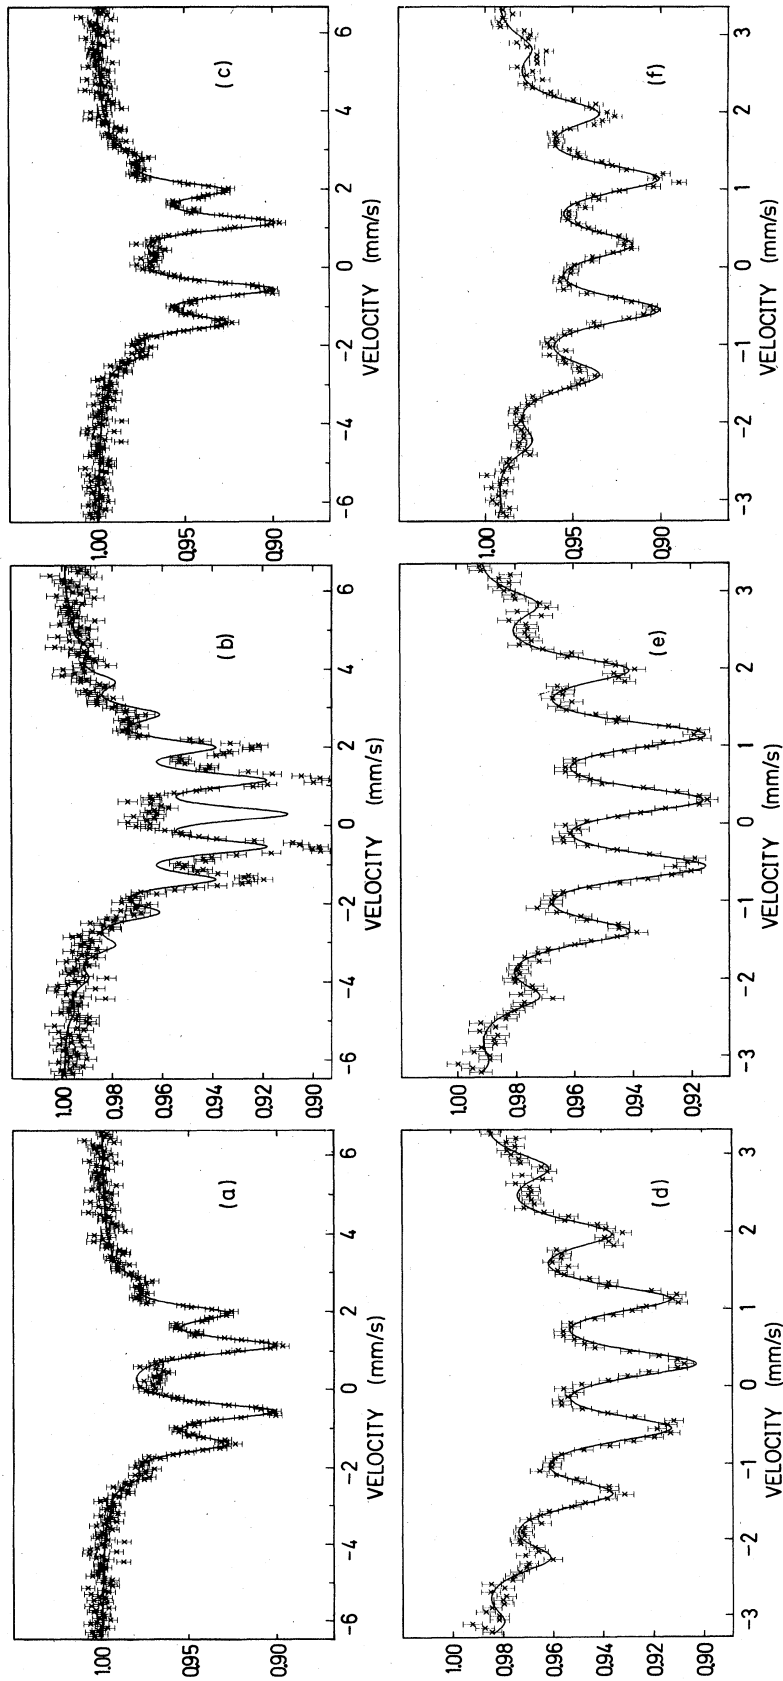 1.00
0.95
0.90
(a)
-6 -4 -2 0 2 4 6
VELOCITY (mm/s)
1.00
0.98
0.96
0.94
0.92
0.90
(b)
-6 -4 -2 0 2 4 6
VELOCITY (mm/s)
1.00
0.95
0.90
(c)
-6 -4 -2 0 2 4 6
VELOCITY (mm/s)
1.00
0.98
0.96
0.94
0.92
0.90
(d)
-3 -2 -1 0 1 2 3
VELOCITY (mm/s)
1.00
0.98
0.96
0.94
0.92
(e)
-3 -2 -1 0 1 2 3
VELOCITY (mm/s)
1.00
0.95
0.90
(f)
-3 -2 -1 0 1 2 3
VELOCITY (mm/s)